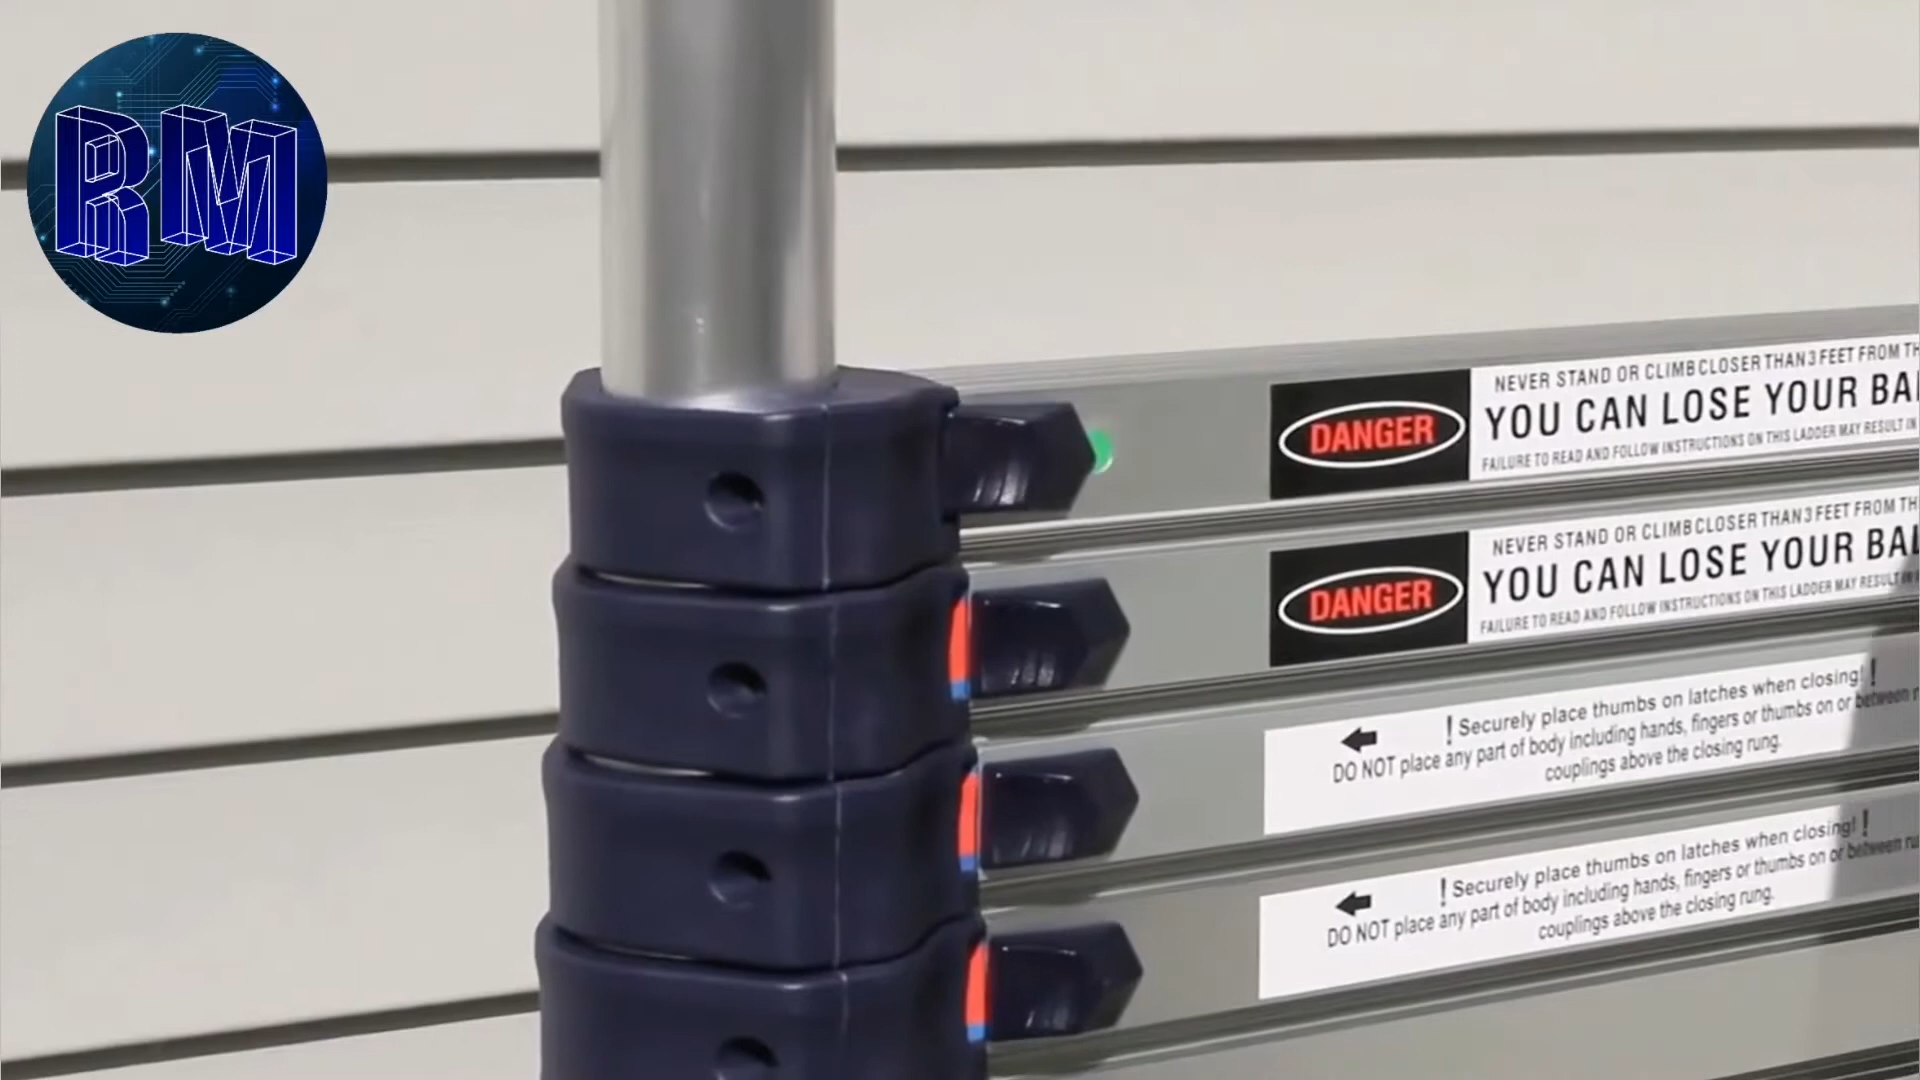 RM
NEVER STAND OR CLIMB CLOSER THAN 3 FEET FROM
DANGER
YOU CAN LOSE YOUR
FAILURE TO READ AND FOLLOW INSTRUCTIONS ON THIS LADDER MAY RESULT IN
NEVER STAND OR CLIMB CLOSER THAN 3 FEET FROM
DANGER
YOU CAN LOSE YOUR
FAILURE TO READ AND FOLLOW INSTRUCTIONS ON THIS LADDER MAY RESULT IN
! Securely place thumbs on latches when closing! !
DO NOT place any part of body including hands, fingers or thumbs on or between
couplings above the closing rung.
! Securely place thumbs on latches when closing! !
DO NOT place any part of body including hands, fingers or thumbs on or between
couplings above the closing rung.